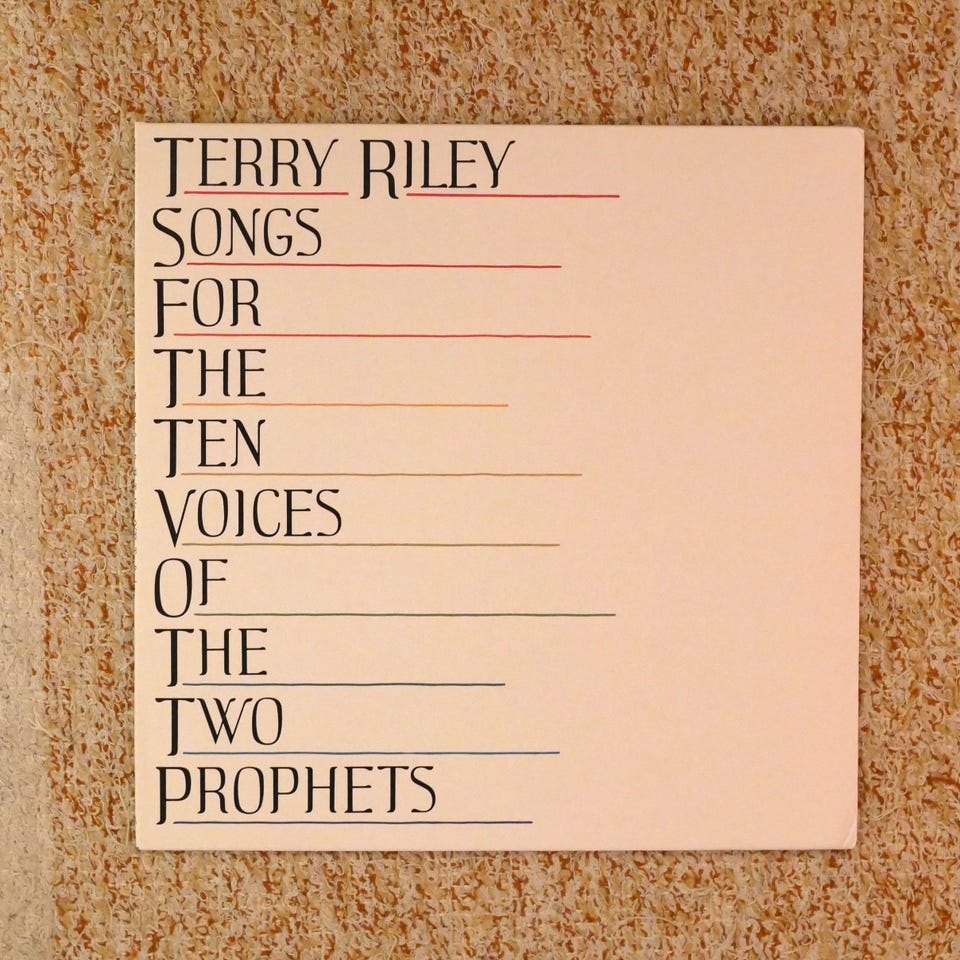 TERRY RILEY
SONGS
FOR
THE
TEN
VOICES
OF
THE
TWO
PROPHETS